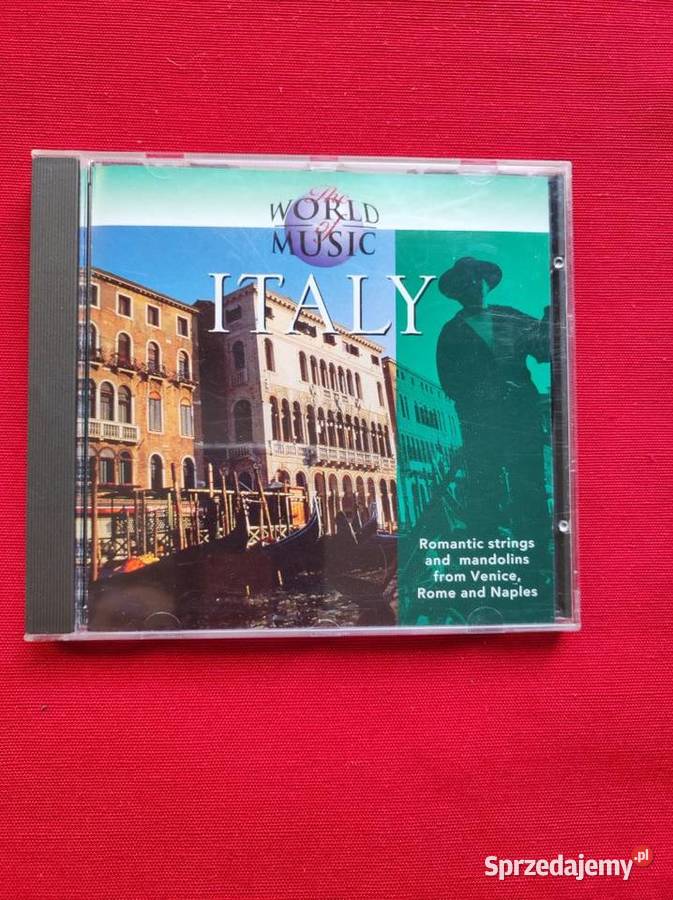 The
WORLD
of
MUSIC
ITALY
Romantic strings
and mandolins
from Venice,
Rome and Naples
Sprzedajemy.pl